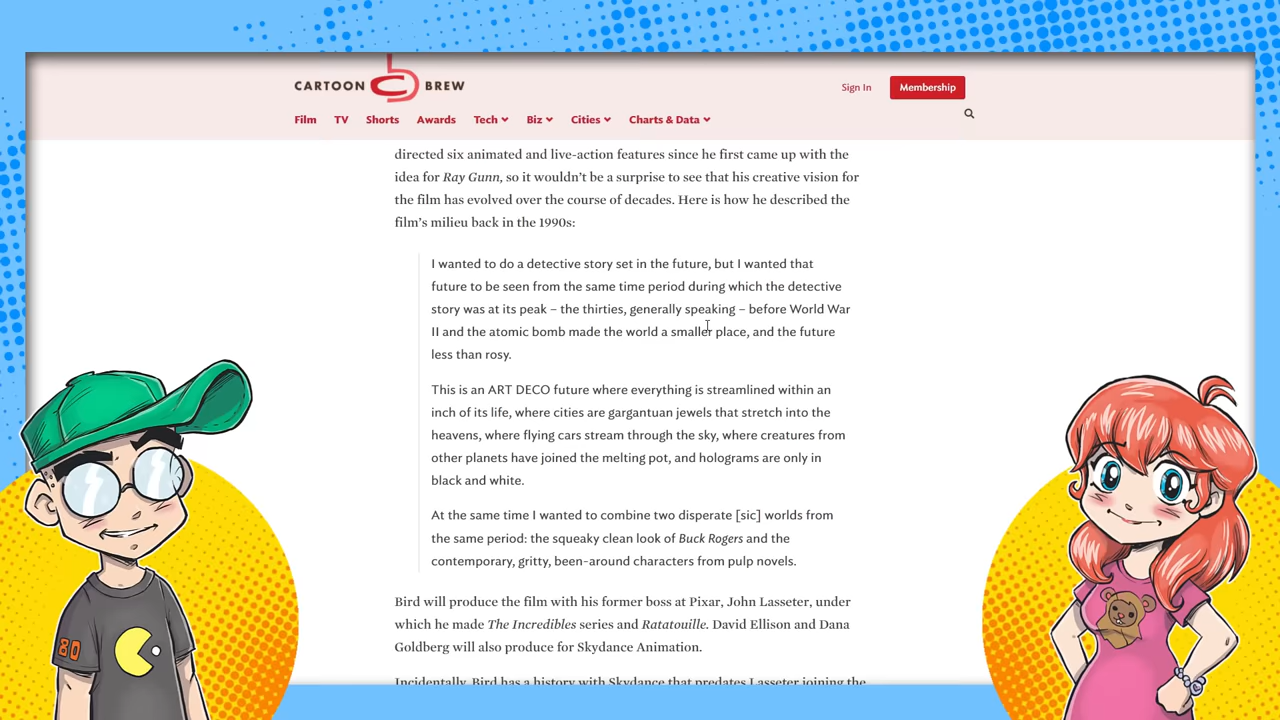 CARTOON BREW
Sign In
Membership
Film TV Shorts Awards Tech Biz Cities Charts & Data
directed six animated and live-action features since he first came up with the
idea for Ray Gunn, so it wouldn't be a surprise to see that his creative vision for
the film has evolved over the course of decades. Here is how he described the
film's milieu back in the 1990s:
I wanted to do a detective story set in the future, but I wanted that
future to be seen from the same time period during which the detective
story was at its peak – the thirties, generally speaking – before World War
II and the atomic bomb made the world a smaller place, and the future
less than rosy.
This is an ART DECO future where everything is streamlined within an
inch of its life, where cities are gargantuan jewels that stretch into the
heavens, where flying cars stream through the sky, where creatures from
other planets have joined the melting pot, and holograms are only in
black and white.
At the same time I wanted to combine two disperate [sic] worlds from
the same period: the squeaky clean look of Buck Rogers and the
contemporary, gritty, been-around characters from pulp novels.
Bird will produce the film with his former boss at Pixar, John Lasseter, under
which he made The Incredibles series and Ratatouille. David Ellison and Dana
Goldberg will also produce for Skydance Animation.
Incidentally, Bird has a history with Skydance that predates Lasseter joining the
80